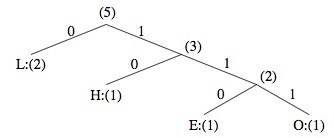 (5)
0 1
L:(2) (3)
0 1
H:(1) (2)
0 1
E:(1) O:(1)